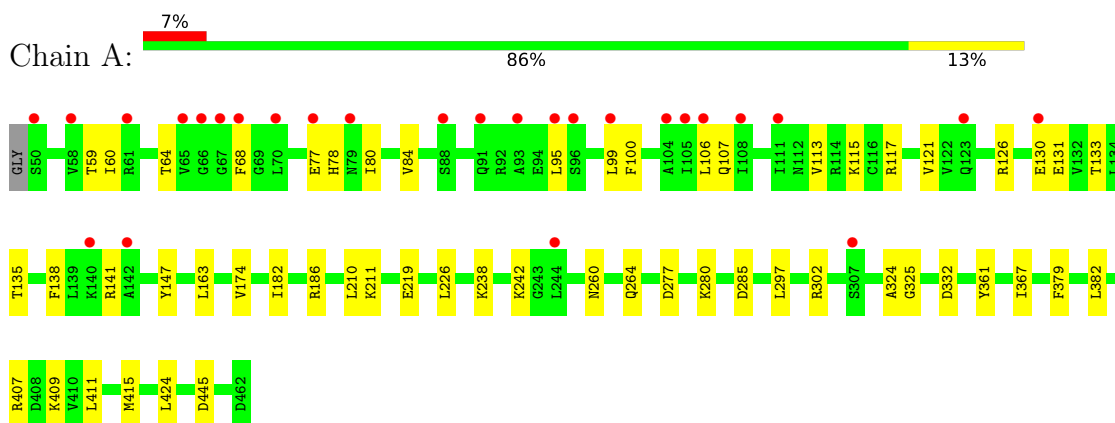 7%
Chain A:
86% 13%
GLY S50 V58 T59 I60 R61 T64 V65 G66 G67 F68 G69 L70 E77 H78 N79 I80 V84 S88 Q91 R92 A93 E94 L95 S96 L99 F100 A104 I105 L106 Q107 I108 I111 N112 V113 R114 K115 C116 R117 V121 V122 Q123 R126 E130 E131 V132 T133 L134
T135 F138 L139 K140 R141 A142 Y147 L163 V174 I182 R186 L210 K211 E219 L226 K238 K242 G243 L244 N260 Q264 D277 K280 D285 L297 R302 S307 A324 G325 D332 Y361 I367 F379 L382
R407 D408 K409 V410 L411 M415 L424 D445 D462